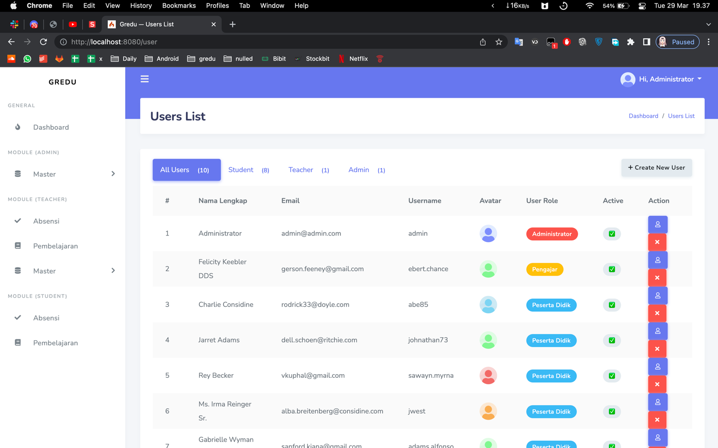 Chrome File Edit View History Bookmarks Profiles Tab Window Help
16KB/s 54% Tue 29 Mar 19.37
Gredu — Users List
http://localhost:8080/user
Paused
x Daily Android gredu nulled Bibit Stockbit Netflix
GREDU
Hi, Administrator
GENERAL
Dashboard
MODULE (ADMIN)
Master
MODULE (TEACHER)
Absensi
Pembelajaran
Master
MODULE (STUDENT)
Absensi
Pembelajaran
Users List
Dashboard / Users List
All Users (10) Student (8) Teacher (1) Admin (1)
+ Create New User
# Nama Lengkap Email Username Avatar User Role Active Action
1 Administrator admin@admin.com admin Administrator
2 Felicity Keebler DDS gerson.feeney@gmail.com ebert.chance Pengajar
3 Charlie Considine rodrick33@doyle.com abe85 Peserta Didik
4 Jarret Adams dell.schoen@ritchie.com johnathan73 Peserta Didik
5 Rey Becker vkuphal@gmail.com sawayn.myrna Peserta Didik
6 Ms. Irma Reinger Sr. alba.breitenberg@considine.com jwest Peserta Didik
7 Gabrielle Wyman sanford.kiana@gmail.com adams.alfonso Peserta Didik